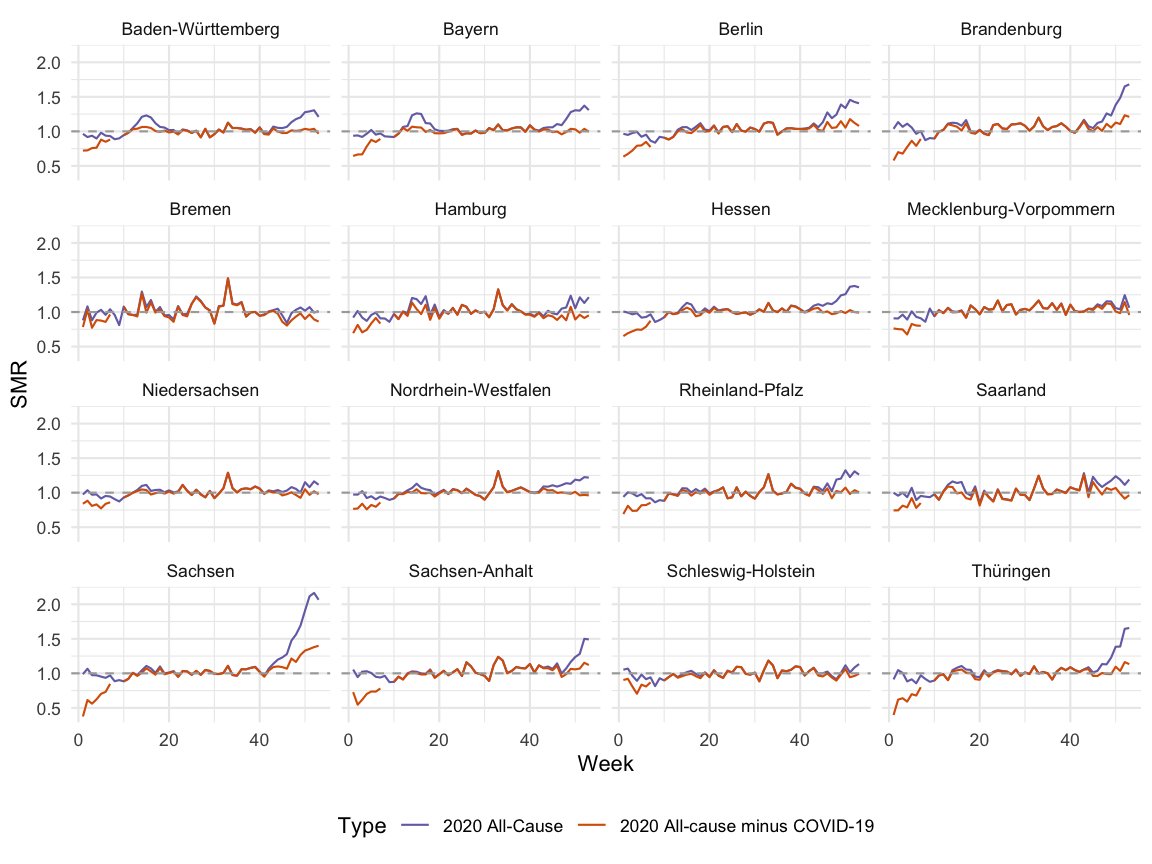 Baden-Württemberg Bayern Berlin Brandenburg
2.0
1.5
1.0
0.5
Bremen Hamburg Hessen Mecklenburg-Vorpommern
2.0
1.5
1.0
0.5
SMR
Niedersachsen Nordrhein-Westfalen Rheinland-Pfalz Saarland
2.0
1.5
1.0
0.5
Sachsen Sachsen-Anhalt Schleswig-Holstein Thüringen
2.0
1.5
1.0
0.5
0 20 40 0 20 40 0 20 40 0 20 40
Week
Type 2020 All-Cause 2020 All-cause minus COVID-19